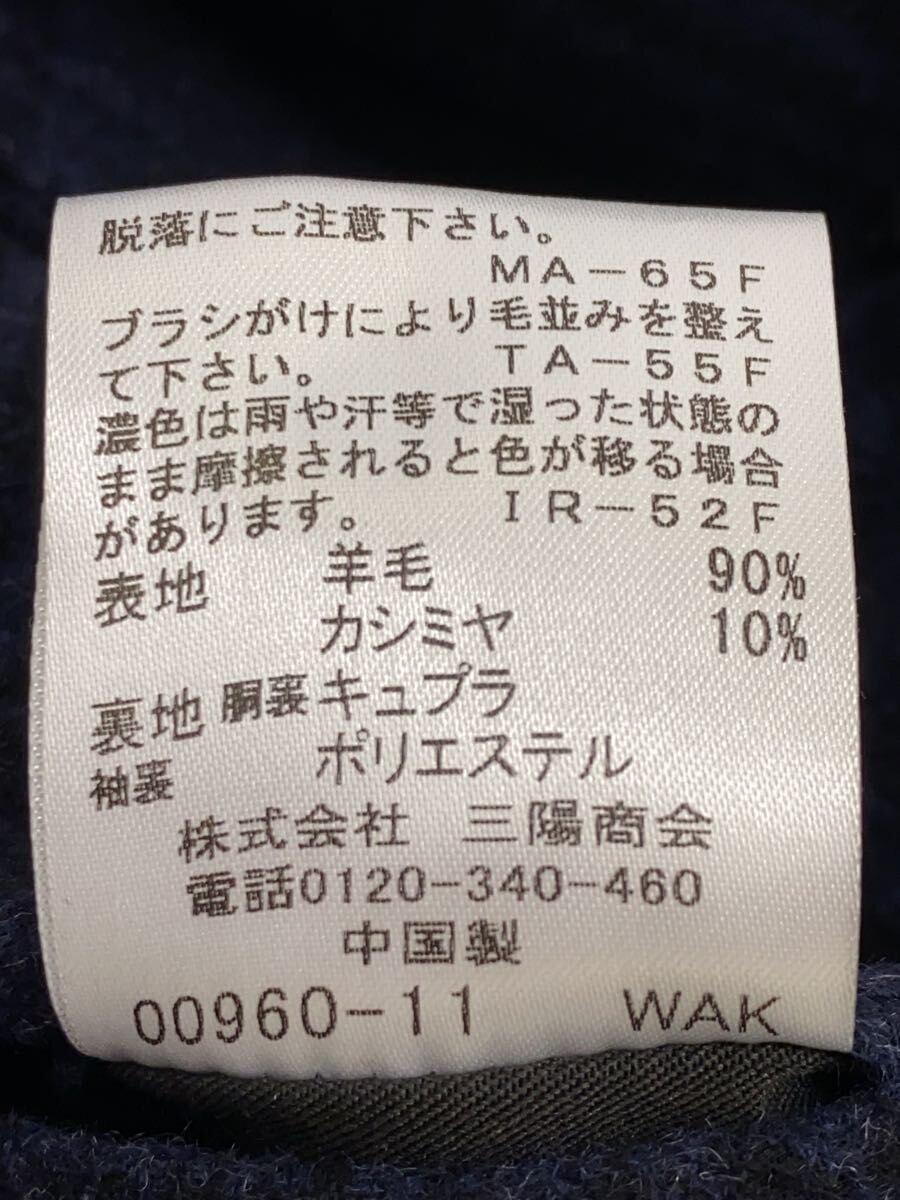 脱落にご注意下さい。
MA－65F
ブラシがけにより毛並みを整え
て下さい。 TA－55F
濃色は雨や汗等で湿った状態の
まま摩擦されると色が移る場合
があります。 IR－52F
表地 羊毛 90%
カシミヤ 10%
裏地 胴裏 キュプラ
袖裏 ポリエステル
株式会社 三陽商会
電話0120-340-460
中国製
00960-11 WAK